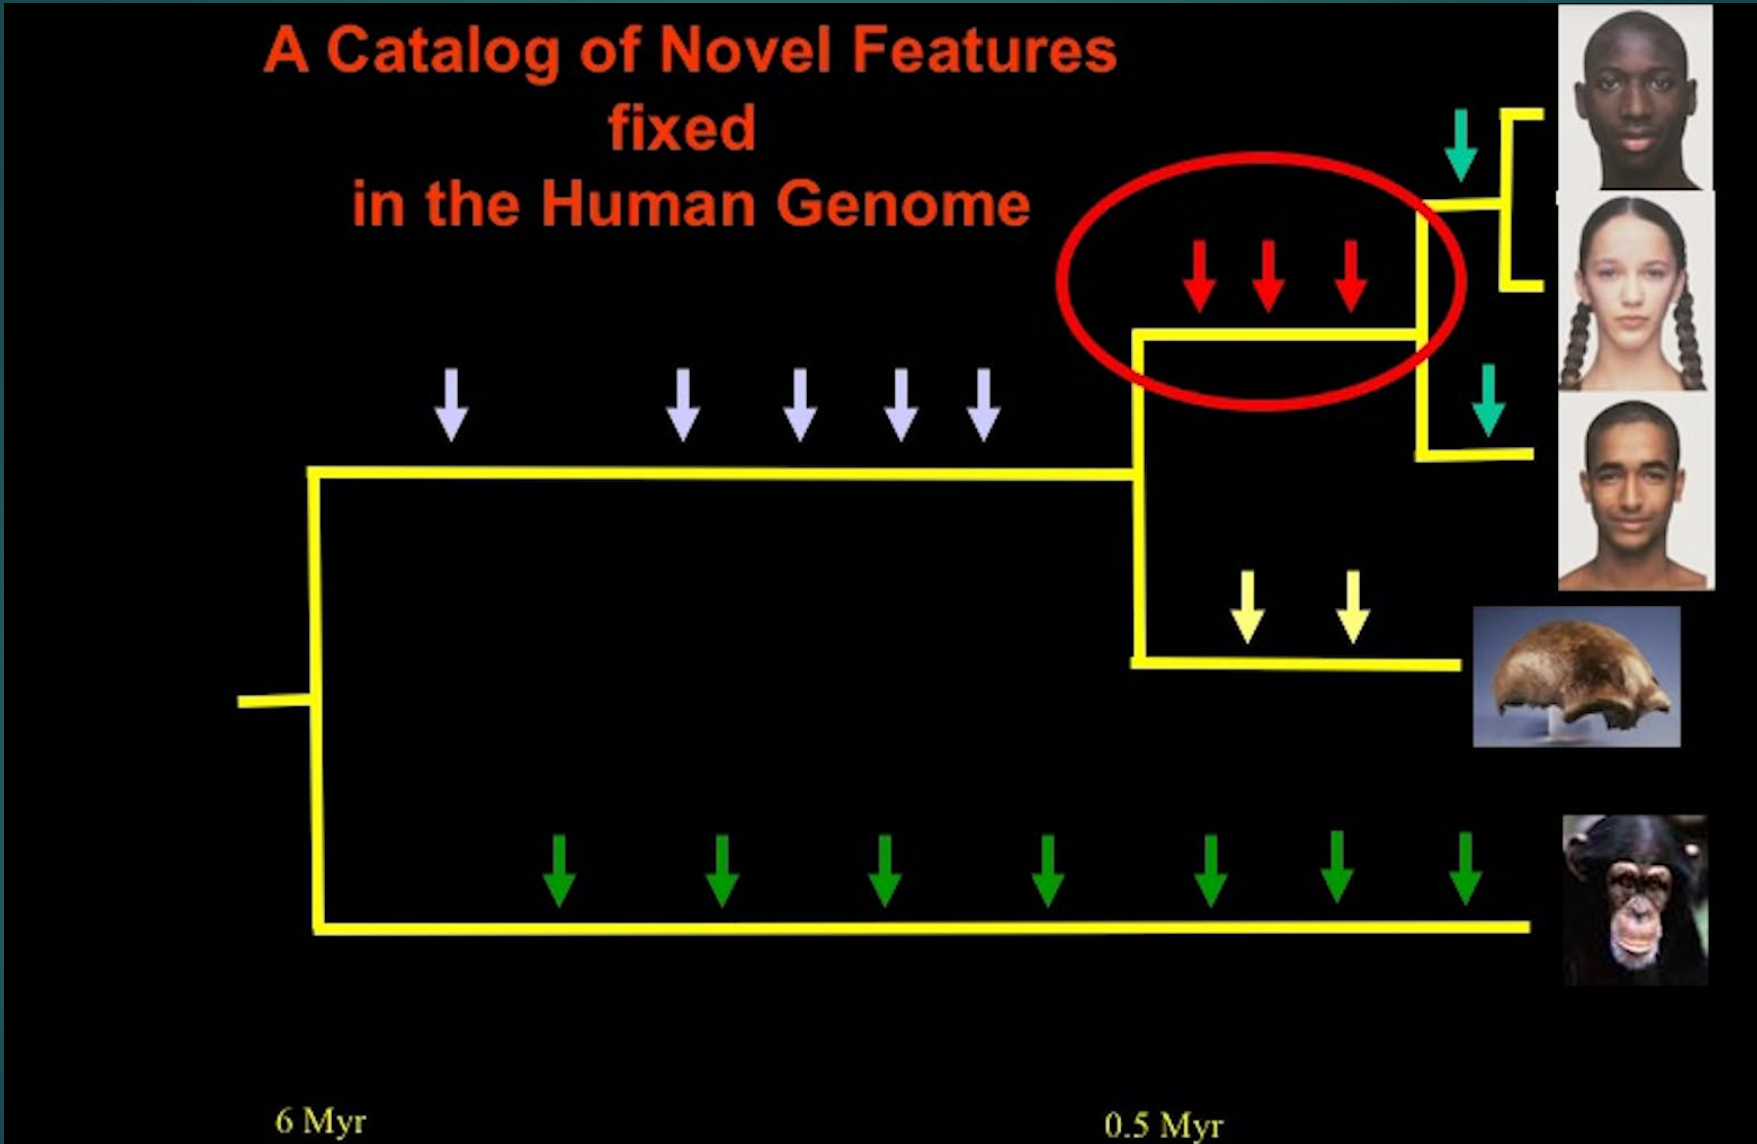 A Catalog of Novel Features
fixed
in the Human Genome
6 Myr
0.5 Myr